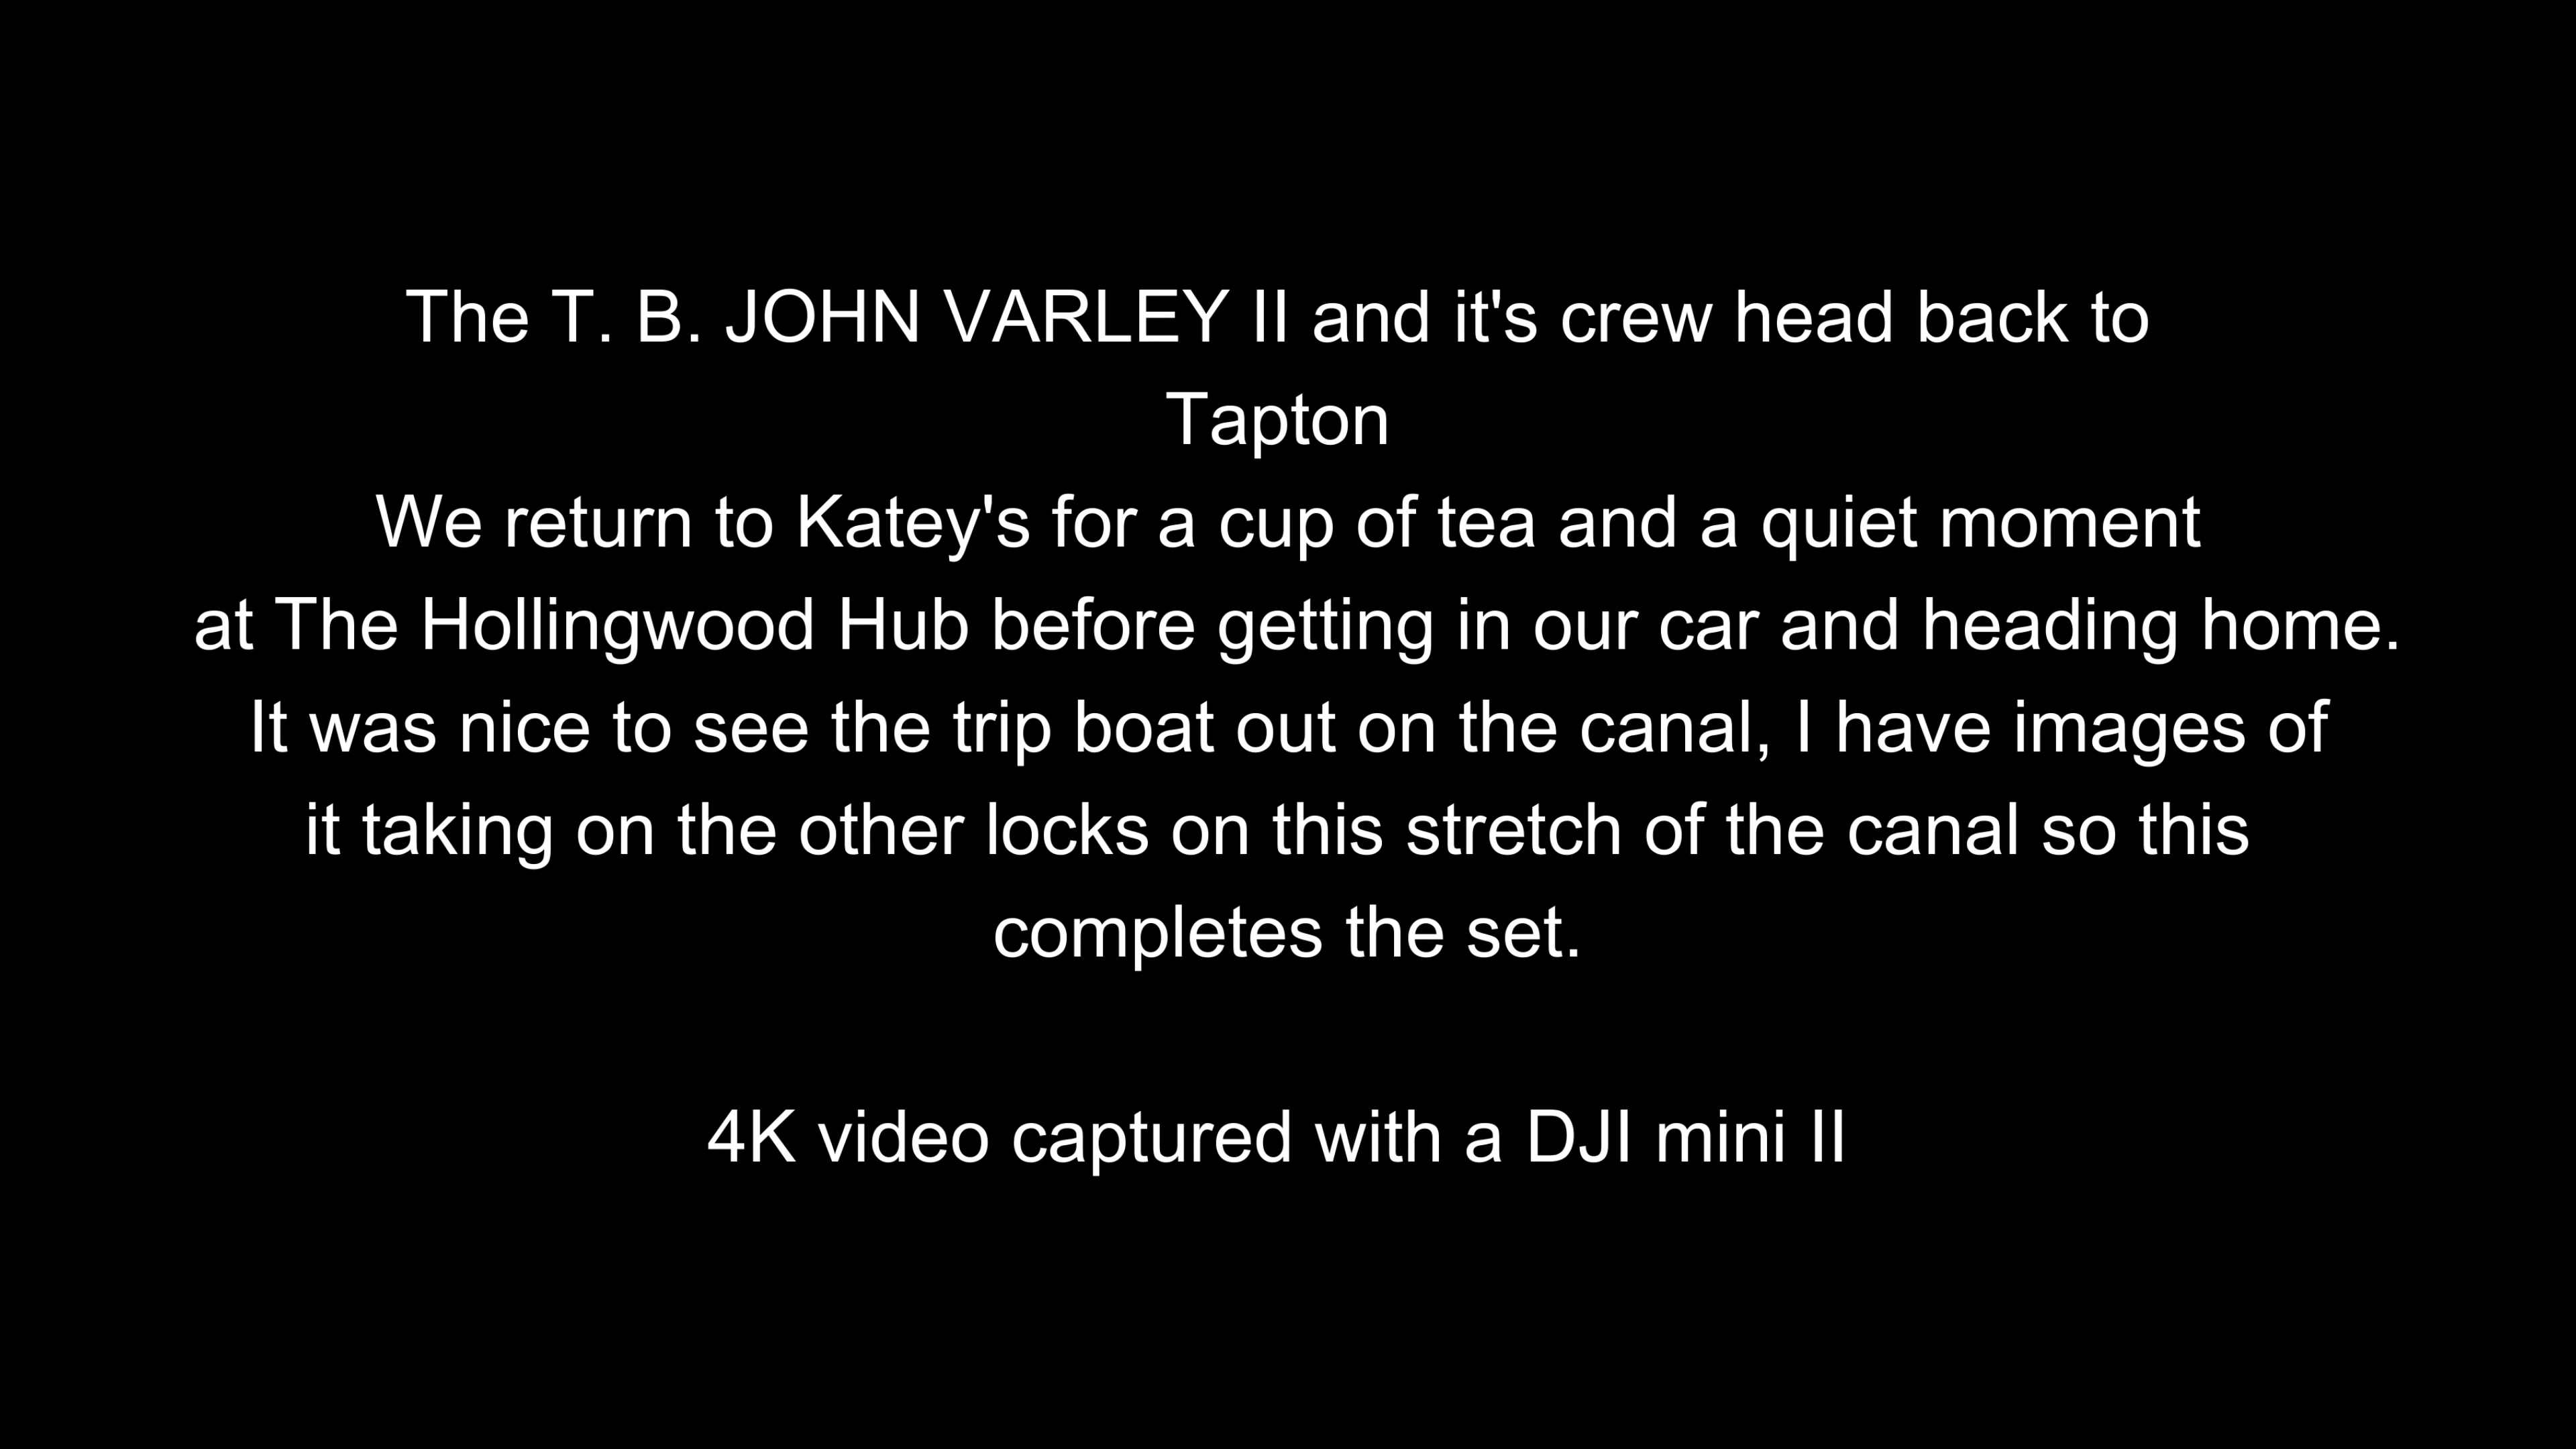 The T. B. JOHN VARLEY II and it's crew head back to
Tapton
We return to Katey's for a cup of tea and a quiet moment
at The Hollingwood Hub before getting in our car and heading home.
It was nice to see the trip boat out on the canal, I have images of
it taking on the other locks on this stretch of the canal so this
completes the set.
4K video captured with a DJI mini II